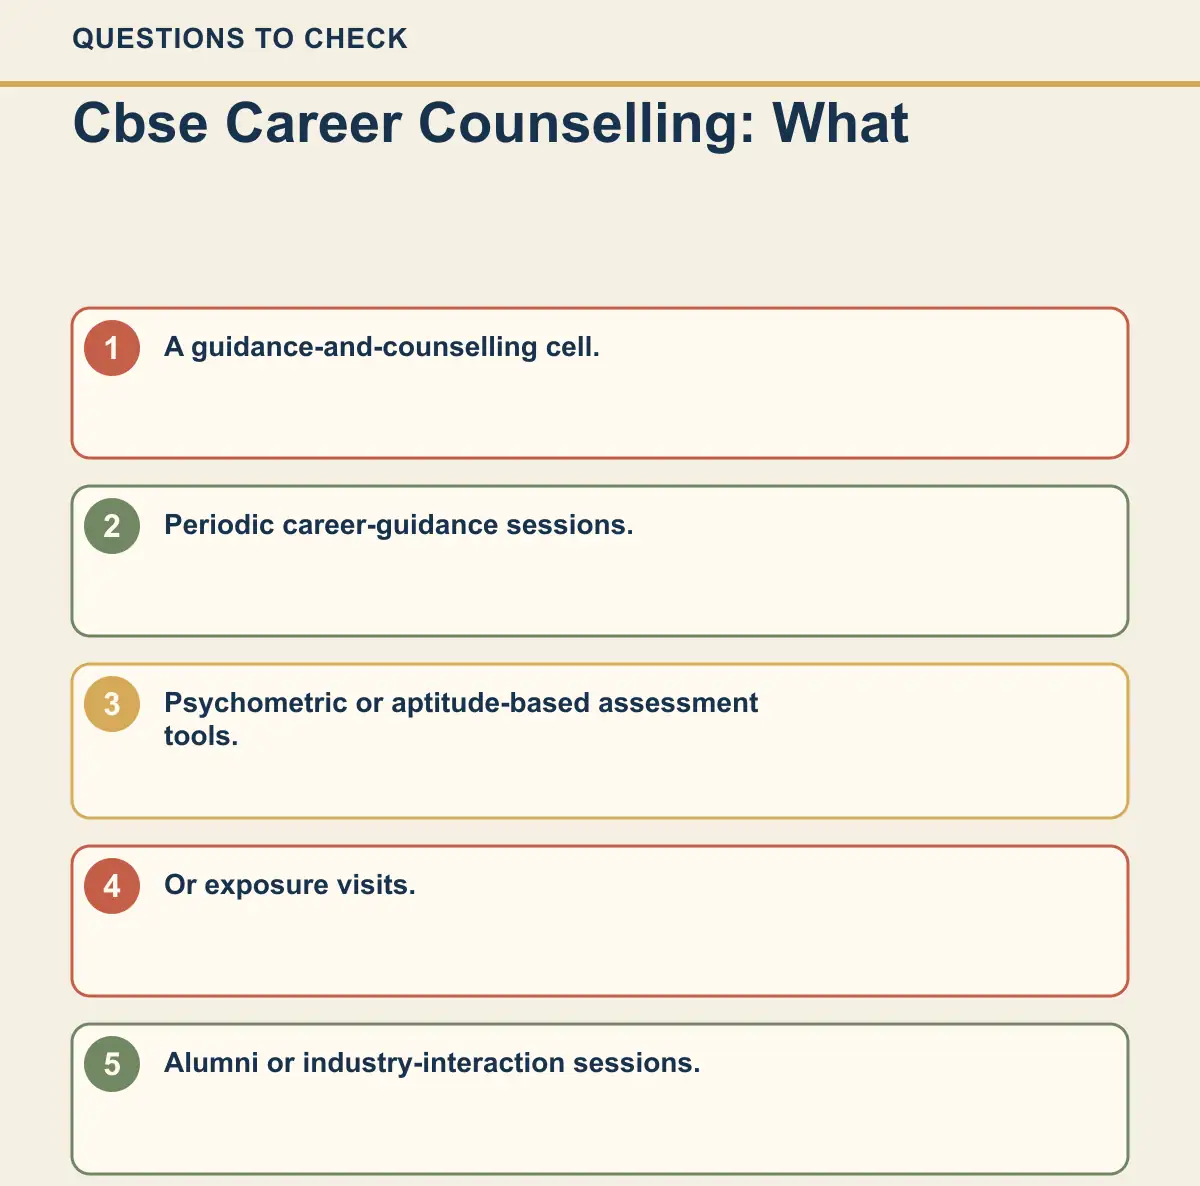 QUESTIONS TO CHECK
Cbse Career Counselling: What
1
A guidance-and-counselling cell.
2
Periodic career-guidance sessions.
3
Psychometric or aptitude-based assessment
tools.
4
Or exposure visits.
5
Alumni or industry-interaction sessions.